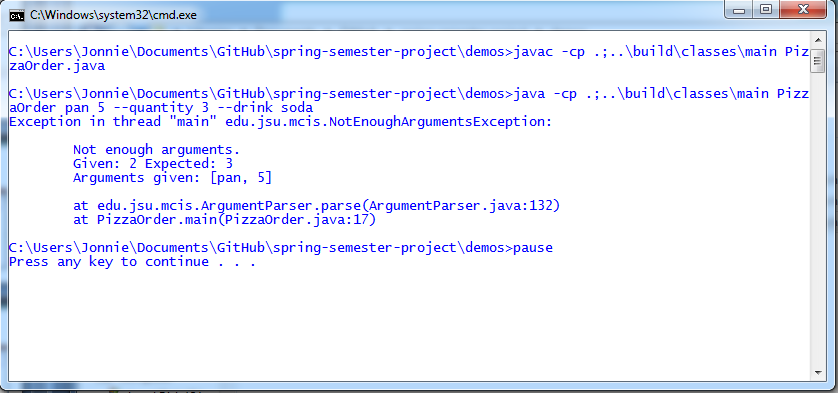 C:\Windows\system32\cmd.exe
C:\Users\Jonnie\Documents\GitHub\spring-semester-project\demos>javac -cp .;..\build\classes\main Piz
zaOrder.java
C:\Users\Jonnie\Documents\GitHub\spring-semester-project\demos>java -cp .;..\build\classes\main Pizz
aOrder pan 5 --quantity 3 --drink soda
Exception in thread "main" edu.jsu.mcis.NotEnoughArgumentsException:
Not enough arguments.
Given: 2 Expected: 3
Arguments given: [pan, 5]
at edu.jsu.mcis.ArgumentParser.parse(ArgumentParser.java:132)
at PizzaOrder.main(PizzaOrder.java:17)
C:\Users\Jonnie\Documents\GitHub\spring-semester-project\demos>pause
Press any key to continue . . .